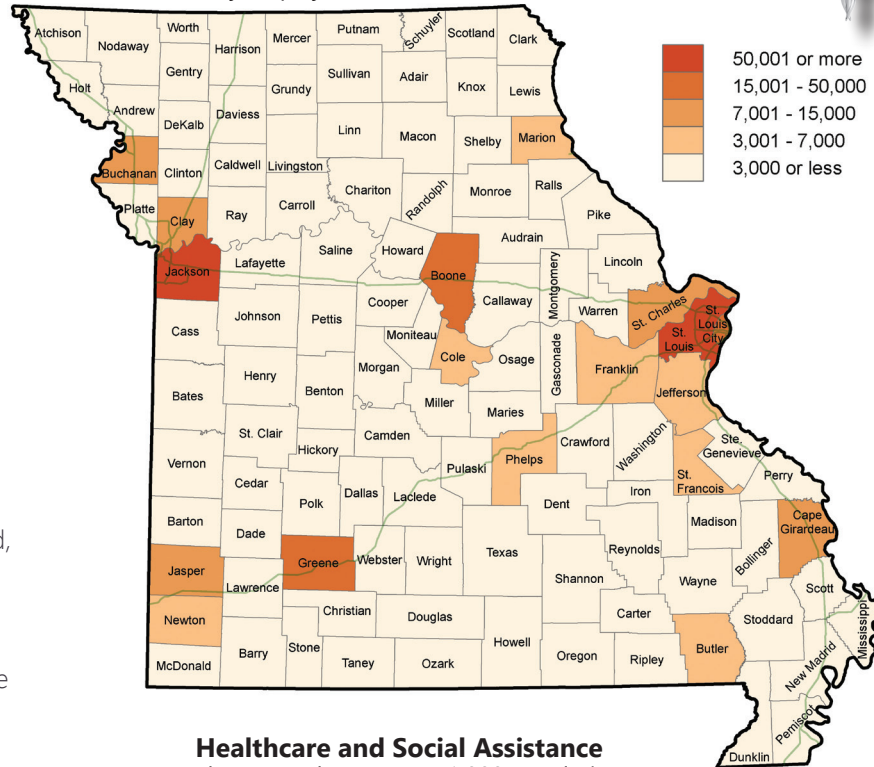 Atchison
Nodaway
Worth
Harrison
Mercer
Putnam
Schuyler
Scotland
Clark
Holt
Gentry
Sullivan
Adair
Knox
Lewis
Grundy
Andrew
DeKalb
Daviess
Linn
Macon
Shelby
Marion
Buchanan
Clinton
Caldwell
Livingston
Chariton
Randolph
Monroe
Ralls
Platte
Clay
Ray
Carroll
Pike
Audrain
Jackson
Lafayette
Saline
Howard
Boone
Callaway
Montgomery
Lincoln
Warren
St. Charles
St.
Louis
City
St.
Louis
Johnson
Pettis
Cooper
Moniteau
Cole
Osage
Gasconade
Franklin
Jefferson
Cass
Bates
Henry
Benton
Morgan
Miller
Maries
St. Clair
Hickory
Camden
Pulaski
Phelps
Crawford
Washington
St.
Francois
Ste.
Genevieve
Perry
Vernon
Cedar
Polk
Dallas
Laclede
Dent
Iron
Madison
Bollinger
Cape
Girardeau
Barton
Dade
Greene
Webster
Wright
Texas
Shannon
Reynolds
Wayne
Scott
Mississippi
Jasper
Lawrence
Newton
Christian
Douglas
Howell
Carter
Butler
Stoddard
New Madrid
McDonald
Barry
Stone
Taney
Ozark
Oregon
Ripley
Pemiscot
Dunklin
50,001 or more
15,001 - 50,000
7,001 - 15,000
3,001 - 7,000
3,000 or less
d,
e
Healthcare and Social Assistance